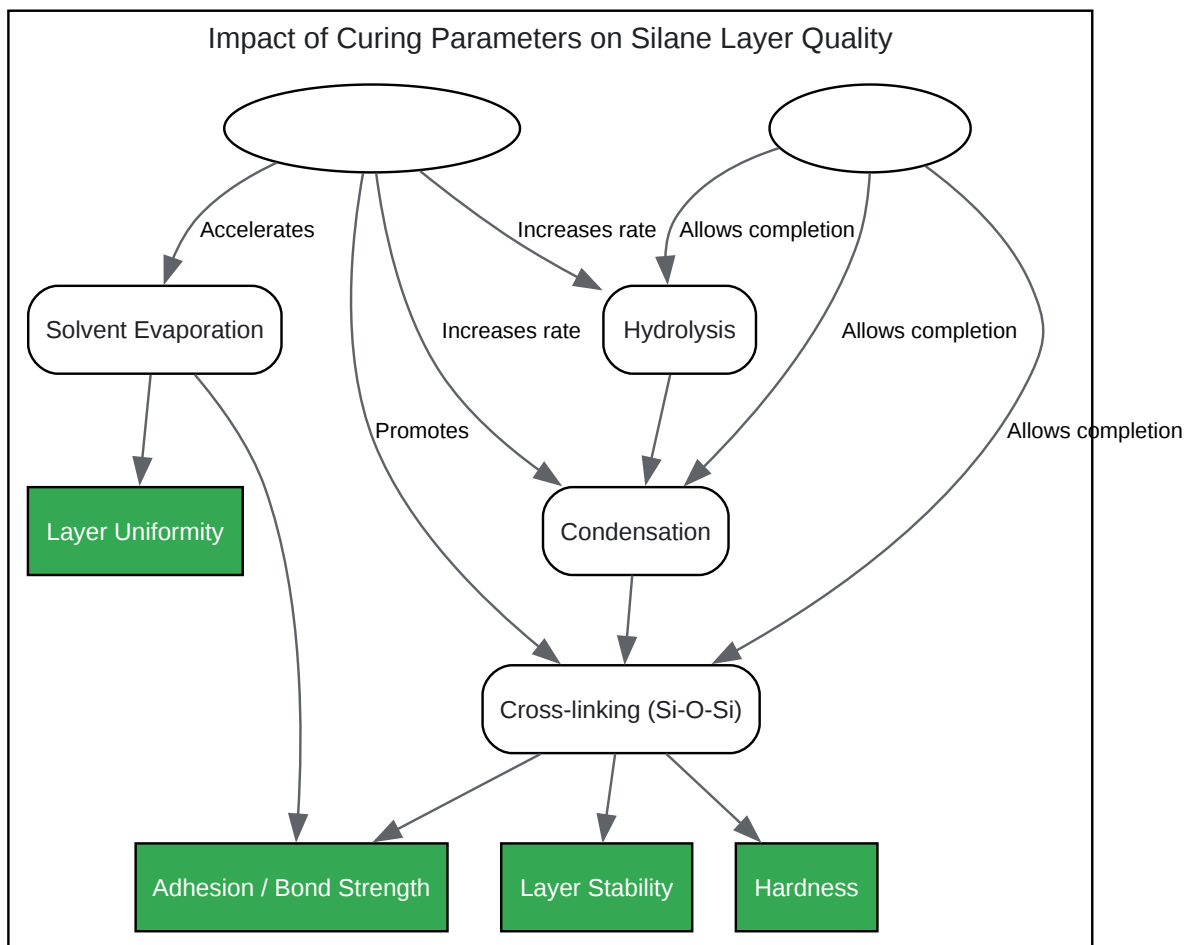 Impact of Curing Parameters on Silane Layer Quality
Accelerates
Increases rate
Allows completion
Solvent Evaporation
Increases rate
Hydrolysis
Allows completion
Promotes
Allows completion
Layer Uniformity
Condensation
Cross-linking (Si-O-Si)
Adhesion / Bond Strength
Layer Stability
Hardness